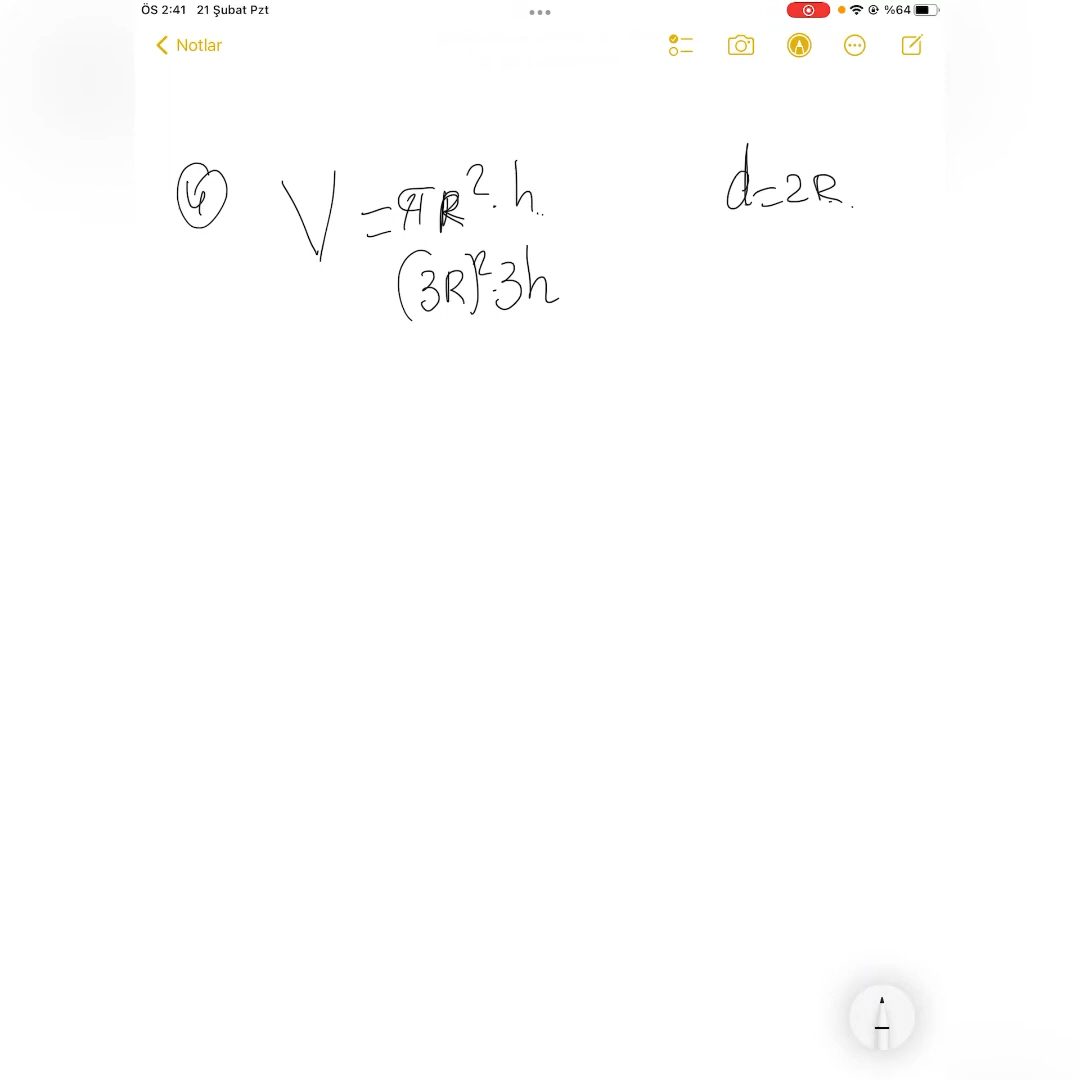 ÖS 2:41 21 Şubat Pzt %64
Notlar
4 V = πR². h d=2R.
(3R)².3h